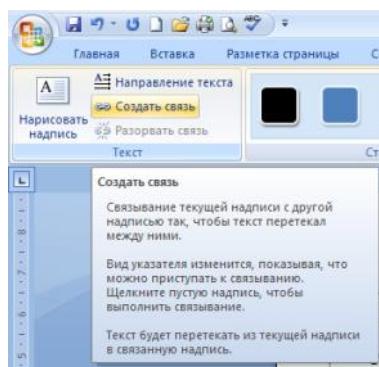 Главная Вставка Разметка страницы С
Нарисовать надпись
Направление текста
Создать связь
Разорвать связь
Текст
Ст
Создать связь
Связывание текущей надписи с другой
надписью так, чтобы текст перетекал
между ними.
Вид указателя изменится, показывая, что
можно приступать к связыванию.
Щелкните пустую надпись, чтобы
выполнить связывание.
Текст будет перетекать из текущей надписи
в связанную надпись.